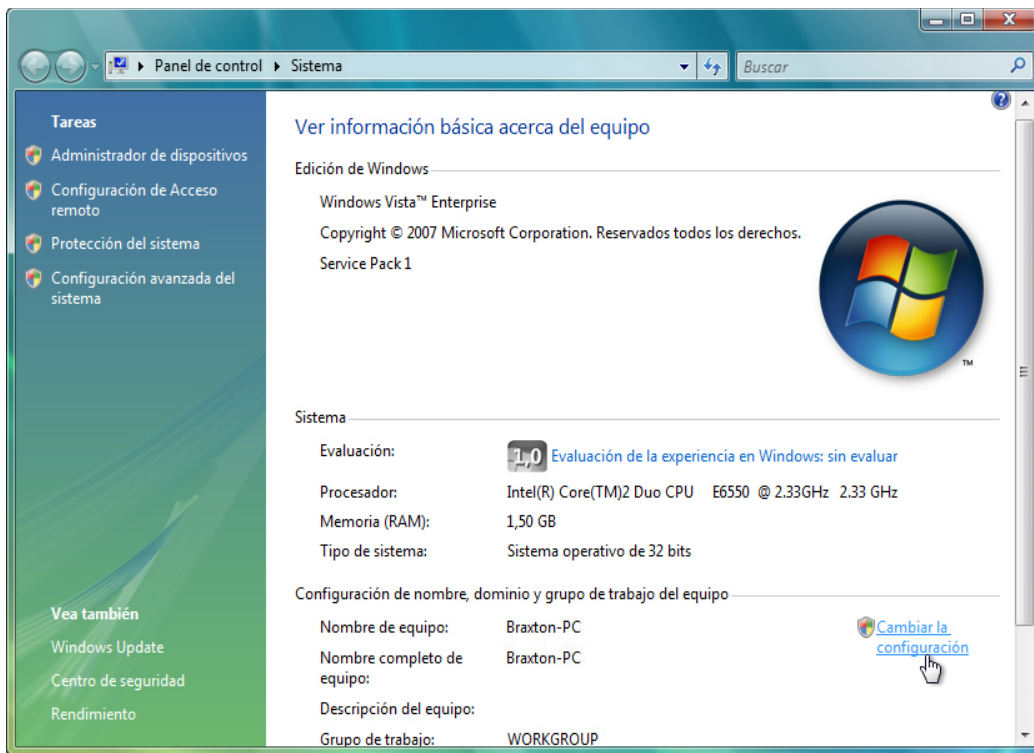 Panel de control ▸ Sistema
Buscar
Tareas
Administrador de dispositivos
Configuración de Acceso
remoto
Protección del sistema
Configuración avanzada del
sistema
Vea también
Windows Update
Centro de seguridad
Rendimiento
Ver información básica acerca del equipo
Edición de Windows
Windows Vista™ Enterprise
Copyright © 2007 Microsoft Corporation. Reservados todos los derechos.
Service Pack 1
TM
Sistema
Evaluación: 1,0 Evaluación de la experiencia en Windows: sin evaluar
Procesador: Intel(R) Core(TM)2 Duo CPU E6550 @ 2.33GHz 2.33 GHz
Memoria (RAM): 1,50 GB
Tipo de sistema: Sistema operativo de 32 bits
Configuración de nombre, dominio y grupo de trabajo del equipo
Nombre de equipo: Braxton-PC
Cambiar la
configuración
Nombre completo de
equipo:
Braxton-PC
Descripción del equipo:
Grupo de trabajo: WORKGROUP